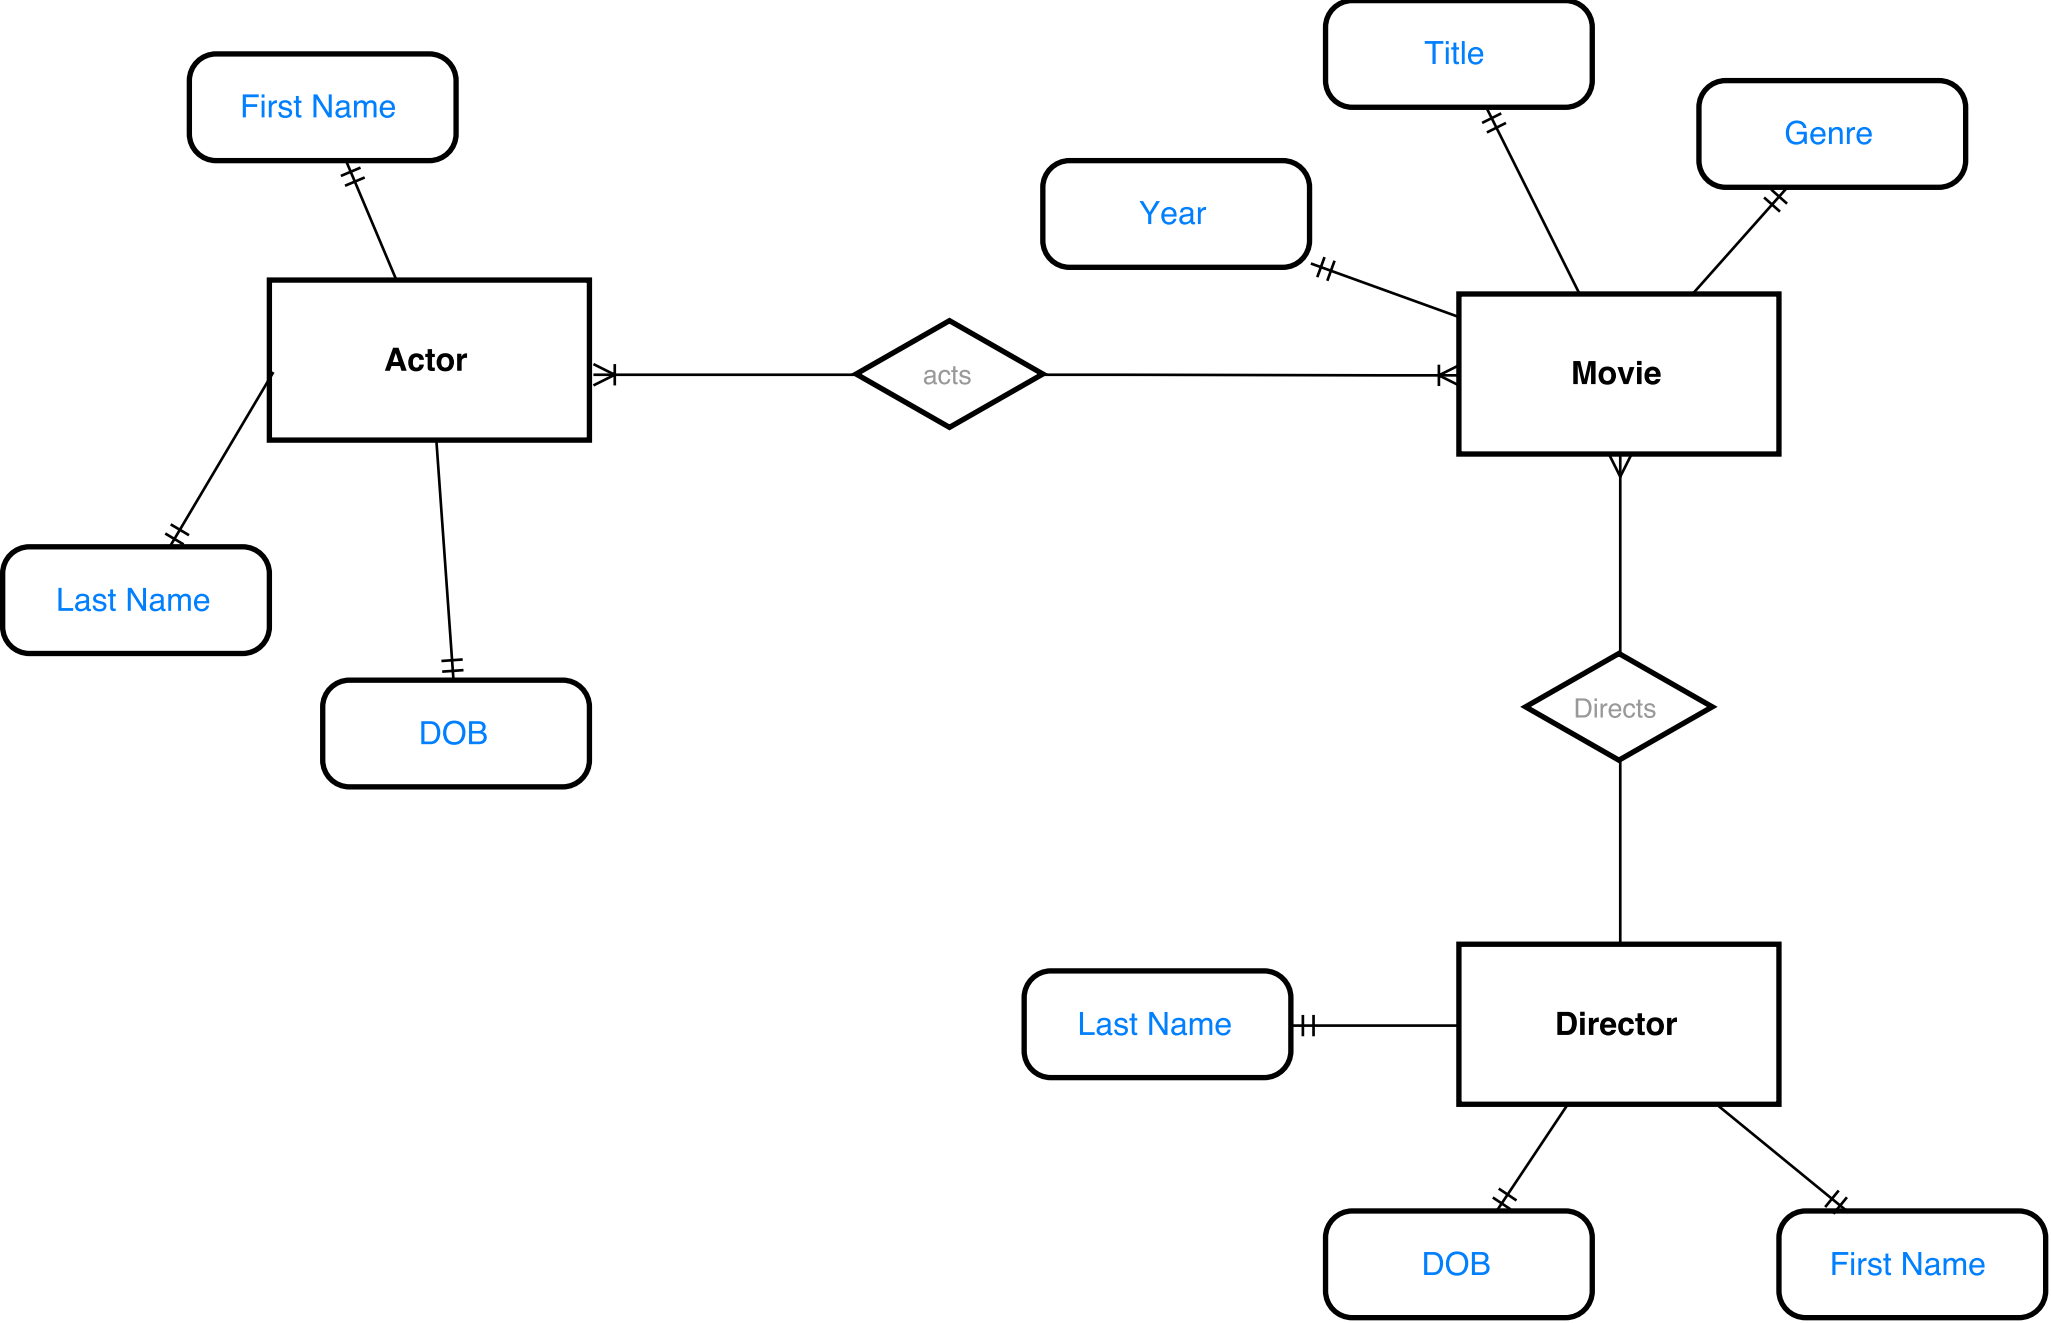 Title
First Name
Genre
Year
Actor
acts
Movie
Last Name
DOB
Directs
Last Name
Director
DOB
First Name